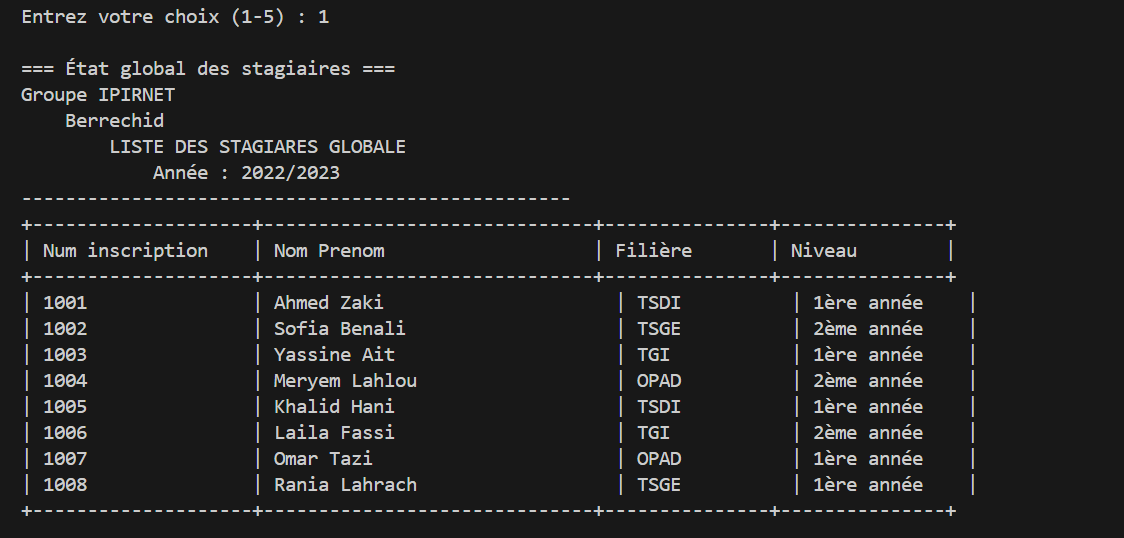 Entrez votre choix (1-5) : 1
=== État global des stagiaires ===
Groupe IPIRNET
    Berrechid
        LISTE DES STAGIARES GLOBALE
            Année : 2022/2023
--------------------------------------------------
+--------------------+------------------------------+---------------+---------------+
| Num inscription    | Nom Prenom                   | Filière       | Niveau        |
+--------------------+------------------------------+---------------+---------------+
| 1001               | Ahmed Zaki                     | TSDI          | 1ère année    |
| 1002               | Sofia Benali                   | TSGE          | 2ème année    |
| 1003               | Yassine Ait                    | TGI           | 1ère année    |
| 1004               | Meryem Lahlou                  | OPAD          | 2ème année    |
| 1005               | Khalid Hani                    | TSDI          | 1ère année    |
| 1006               | Laila Fassi                    | TGI           | 2ème année    |
| 1007               | Omar Tazi                      | OPAD          | 1ère année    |
| 1008               | Rania Lahrach                  | TSGE          | 1ère année    |
+--------------------+------------------------------+---------------+---------------+